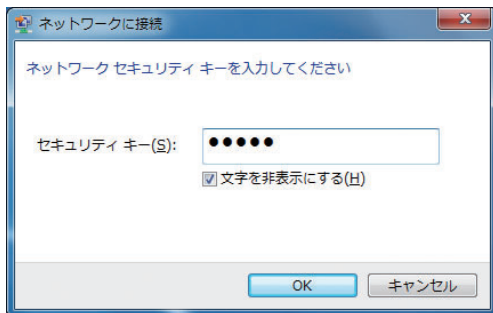 ネットワークに接続
ネットワーク セキュリティ キーを入力してください
セキュリティ キー(S):
●●●●●
文字を非表示にする(H)
OK
キャンセル